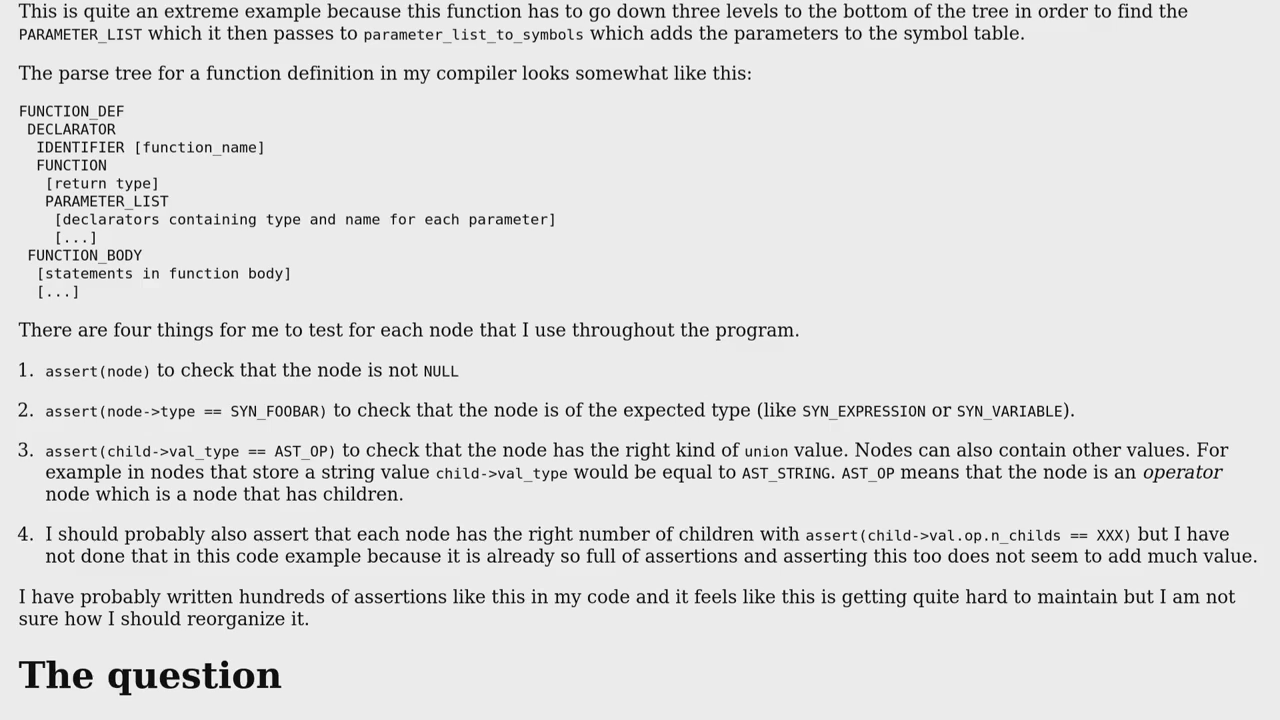 This is quite an extreme example because this function has to go down three levels to the bottom of the tree in order to find the
PARAMETER_LIST which it then passes to parameter_list_to_symbols which adds the parameters to the symbol table.
The parse tree for a function definition in my compiler looks somewhat like this:
FUNCTION_DEF
DECLARATOR
IDENTIFIER [function_name]
FUNCTION
[return type]
PARAMETER_LIST
[declarators containing type and name for each parameter]
[...]
FUNCTION_BODY
[statements in function body]
[...]
There are four things for me to test for each node that I use throughout the program.
1. assert(node) to check that the node is not NULL
2. assert(node->type == SYN_FOOBAR) to check that the node is of the expected type (like SYN_EXPRESSION or SYN_VARIABLE).
3. assert(child->val_type == AST_OP) to check that the node has the right kind of union value. Nodes can also contain other values. For
example in nodes that store a string value child->val_type would be equal to AST_STRING. AST_OP means that the node is an operator
node which is a node that has children.
4. I should probably also assert that each node has the right number of children with assert(child->val.op.n_childs == XXX) but I have
not done that in this code example because it is already so full of assertions and asserting this too does not seem to add much value.
I have probably written hundreds of assertions like this in my code and it feels like this is getting quite hard to maintain but I am not
sure how I should reorganize it.
The question